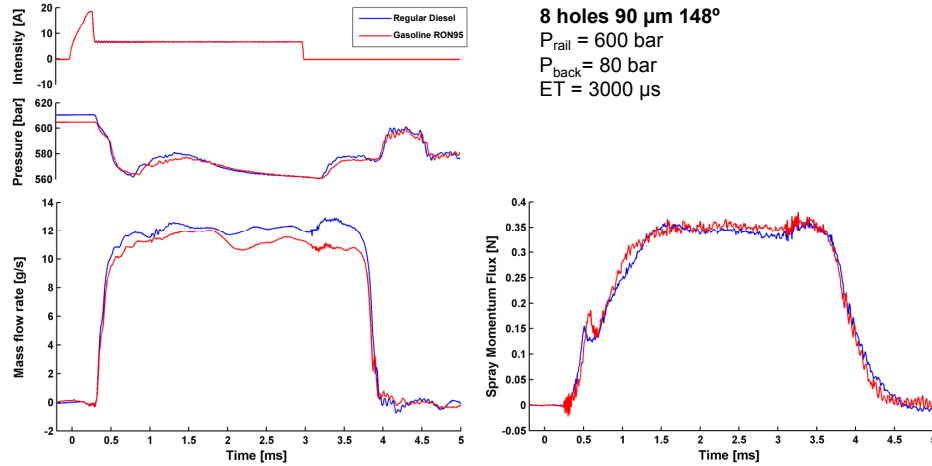 20
10
0
-10
Intensity [A]
Regular Diesel
Gasoline RON95
8 holes 90 µm 148º
P_rail = 600 bar
P_back= 80 bar
ET = 3000 µs
620
600
580
560
Pressure [bar]
14
12
10
8
6
4
2
0
-2
Mass flow rate [g/s]
0 0.5 1 1.5 2 2.5 3 3.5 4 4.5 5
Time [ms]
0.4
0.35
0.3
0.25
0.2
0.15
0.1
0.05
0
-0.05
Spray Momentum Flux [N]
0 0.5 1 1.5 2 2.5 3 3.5 4 4.5 5
Time [ms]